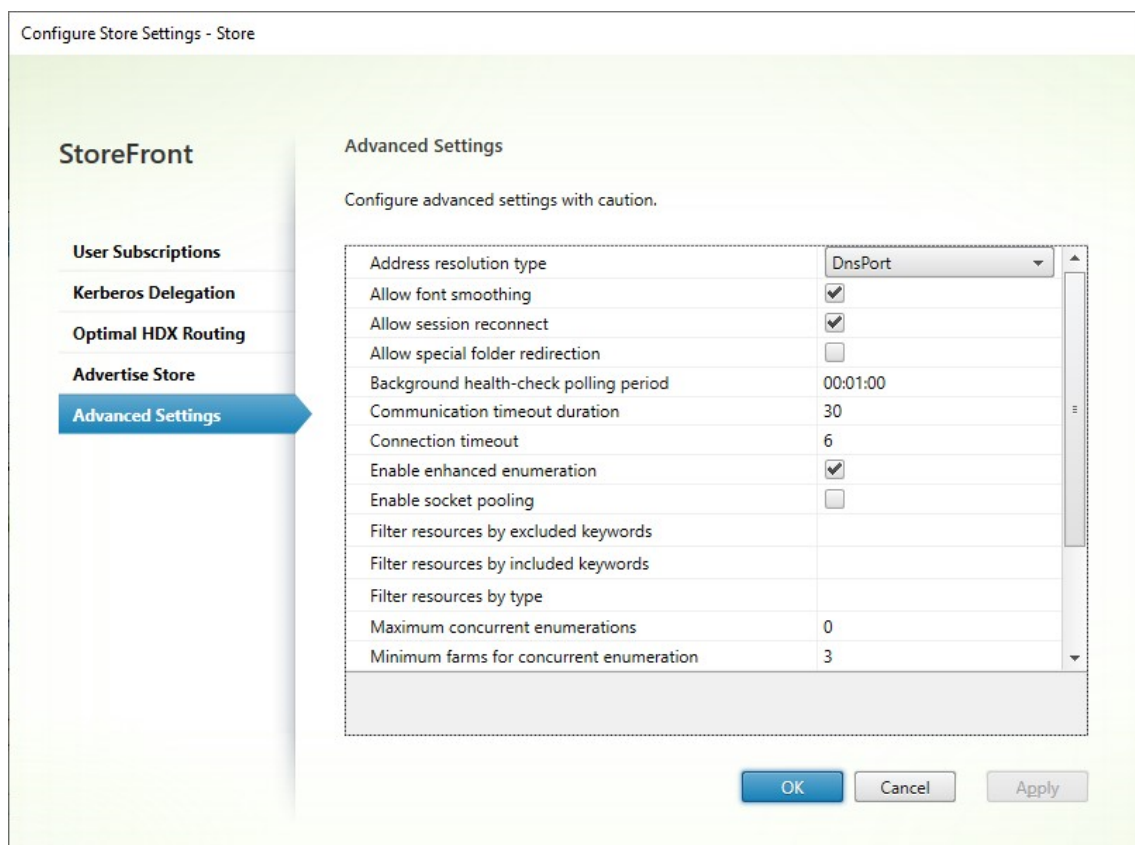 Configure Store Settings - Store
StoreFront
User Subscriptions
Kerberos Delegation
Optimal HDX Routing
Advertise Store
Advanced Settings
Advanced Settings
Configure advanced settings with caution.
Address resolution type DnsPort
Allow font smoothing
Allow session reconnect
Allow special folder redirection
Background health-check polling period 00:01:00
Communication timeout duration 30
Connection timeout 6
Enable enhanced enumeration
Enable socket pooling
Filter resources by excluded keywords
Filter resources by included keywords
Filter resources by type
Maximum concurrent enumerations 0
Minimum farms for concurrent enumeration 3
OK Cancel Apply